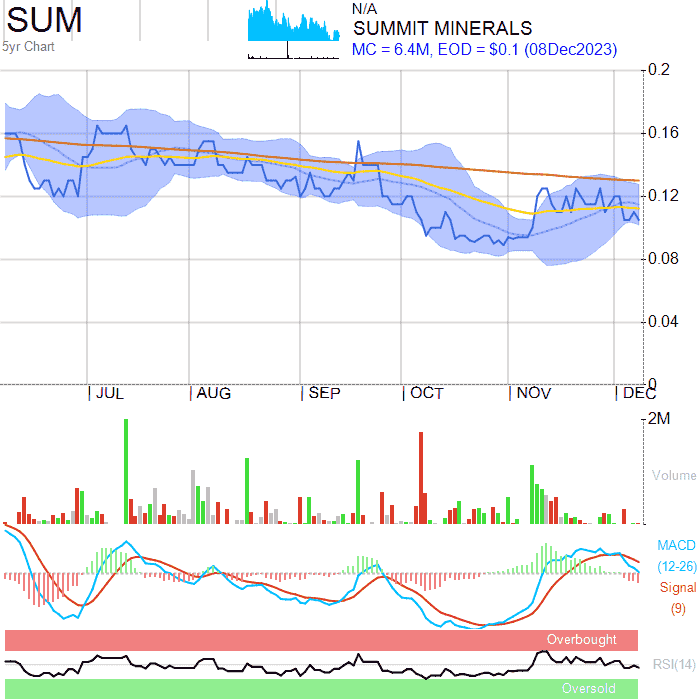 SUM
N/A
SUMMIT MINERALS
5yr Chart
MC = 6.4M, EOD = $0.1 (08Dec2023)
0.2
0.16
0.12
0.08
0.04
0
JUL AUG SEP OCT NOV DEC
2M
Volume
MACD
(12-26)
Signal
(9)
Overbought
RSI(14)
Oversold